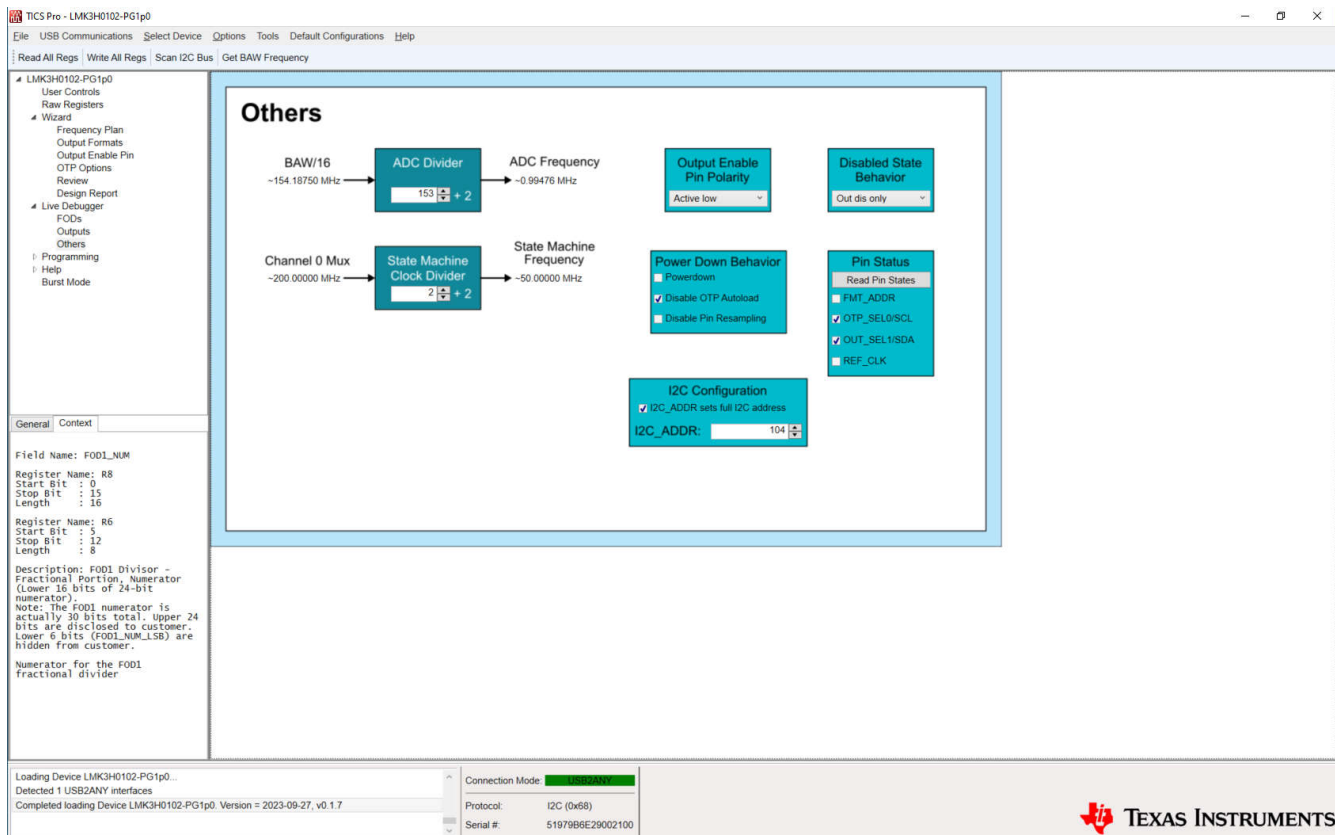 TICS Pro - LMK3H0102-PG1p0
File USB Communications Select Device Options Tools Default Configurations Help
Read All Regs Write All Regs Scan I2C Bus Get BAW Frequency
LMK3H0102-PG1p0
User Controls
Raw Registers
Wizard
Frequency Plan
Output Formats
Output Enable Pin
OTP Options
Review
Design Report
Live Debugger
FODs
Outputs
Others
Programming
Help
Burst Mode
General Context
Field Name: FOD1_NUM
Register Name: R8
Start Bit : 0
Stop Bit : 15
Length : 16
Register Name: R6
Start Bit : 5
Stop Bit : 12
Length : 8
Description: FOD1 Divisor -
Fractional Portion, Numerator
(Lower 16 bits of 24-bit
numerator).
Note: The FOD1 numerator is
actually 30 bits total. Upper 24
bits are disclosed to customer.
Lower 6 bits (FOD1_NUM_LSB) are
hidden from customer.
Numerator for the FOD1
fractional divider
Others
BAW/16
~154.18750 MHz
ADC Divider
153 + 2
ADC Frequency
~0.99476 MHz
Channel 0 Mux
~200.00000 MHz
State Machine
Clock Divider
2 + 2
State Machine
Frequency
~50.00000 MHz
Output Enable
Pin Polarity
Active low
Disabled State
Behavior
Out dis only
Power Down Behavior
Powerdown
Disable OTP Autoload
Disable Pin Resampling
Pin Status
Read Pin States
FMT_ADDR
OTP_SEL0/SCL
OUT_SEL1/SDA
REF_CLK
I2C Configuration
I2C_ADDR sets full I2C address
I2C_ADDR: 104
Loading Device LMK3H0102-PG1p0...
Detected 1 USB2ANY interfaces
Completed loading Device LMK3H0102-PG1p0. Version = 2023-09-27, v0.1.7
Connection Mode: USB2ANY
Protocol: I2C (0x68)
Serial #: 51979B6E29002100
TEXAS INSTRUMENTS